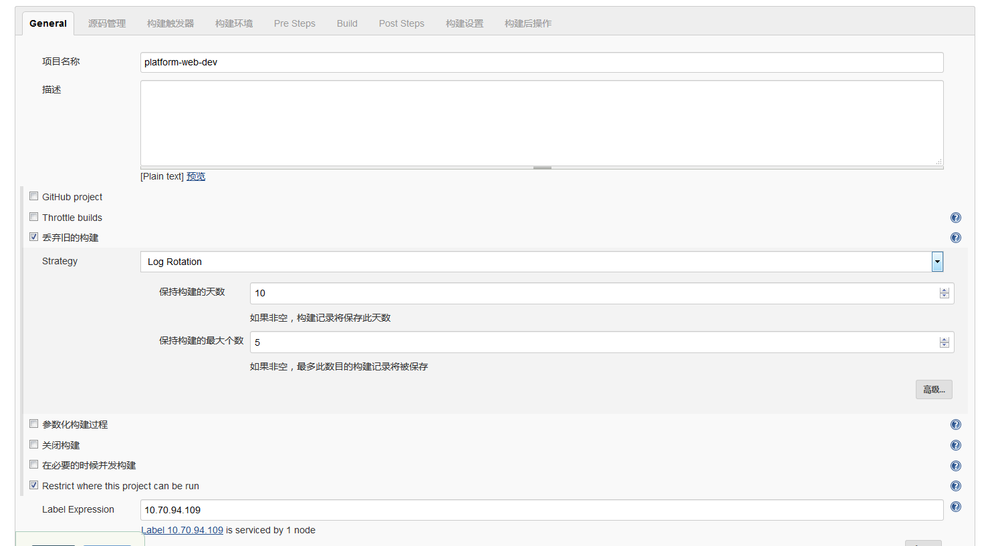 General 源码管理 构建触发器 构建环境 Pre Steps Build Post Steps 构建设置 构建后操作
项目名称 platform-web-dev
描述
[Plain text] 预览
GitHub project
Throttle builds
丢弃旧的构建
Strategy Log Rotation
保持构建的天数 10
如果非空，构建记录将保存此天数
保持构建的最大个数 5
如果非空，最多此数目的构建记录将被保存
高级...
参数化构建过程
关闭构建
在必要的时候并发构建
Restrict where this project can be run
Label Expression 10.70.94.109
Label 10.70.94.109 is serviced by 1 node